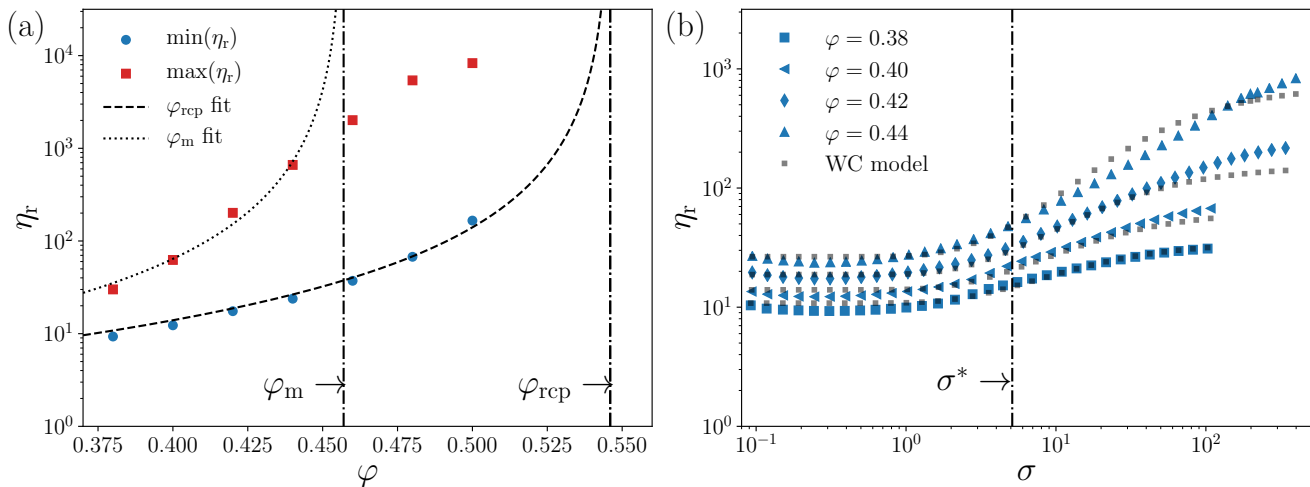 (a)
min(ηr)
max(ηr)
φrcp fit
φm fit
φm →
φrcp →
10^4
10^3
10^2
10^1
10^0
ηr
0.375 0.400 0.425 0.450 0.475 0.500 0.525 0.550
φ
(b)
φ = 0.38
φ = 0.40
φ = 0.42
φ = 0.44
WC model
σ* →
10^3
10^2
10^1
10^0
ηr
10^−1 10^0 10^1 10^2
σ